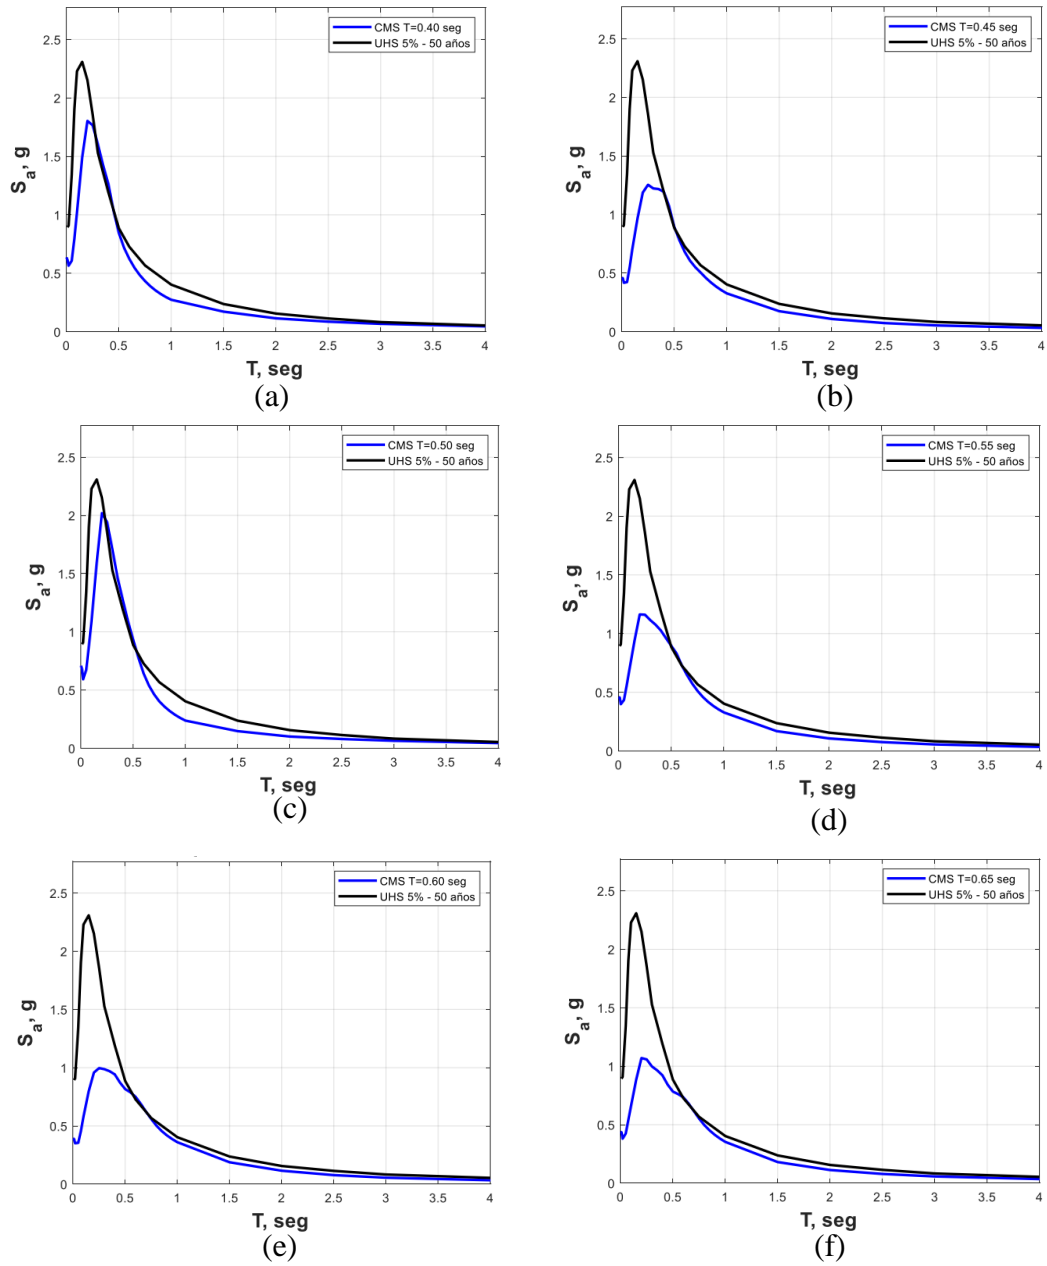 CMS T=0.40 seg
UHS 5% - 50 años
2.5
2
1.5
1
0.5
0
Sa, g
0 0.5 1 1.5 2 2.5 3 3.5 4
T, seg
(a)
CMS T=0.45 seg
UHS 5% - 50 años
2.5
2
1.5
1
0.5
0
Sa, g
0 0.5 1 1.5 2 2.5 3 3.5 4
T, seg
(b)
CMS T=0.50 seg
UHS 5% - 50 años
2.5
2
1.5
1
0.5
0
Sa, g
0 0.5 1 1.5 2 2.5 3 3.5 4
T, seg
(c)
CMS T=0.55 seg
UHS 5% - 50 años
2.5
2
1.5
1
0.5
0
Sa, g
0 0.5 1 1.5 2 2.5 3 3.5 4
T, seg
(d)
CMS T=0.60 seg
UHS 5% - 50 años
2.5
2
1.5
1
0.5
0
Sa, g
0 0.5 1 1.5 2 2.5 3 3.5 4
T, seg
(e)
CMS T=0.65 seg
UHS 5% - 50 años
2.5
2
1.5
1
0.5
0
Sa, g
0 0.5 1 1.5 2 2.5 3 3.5 4
T, seg
(f)